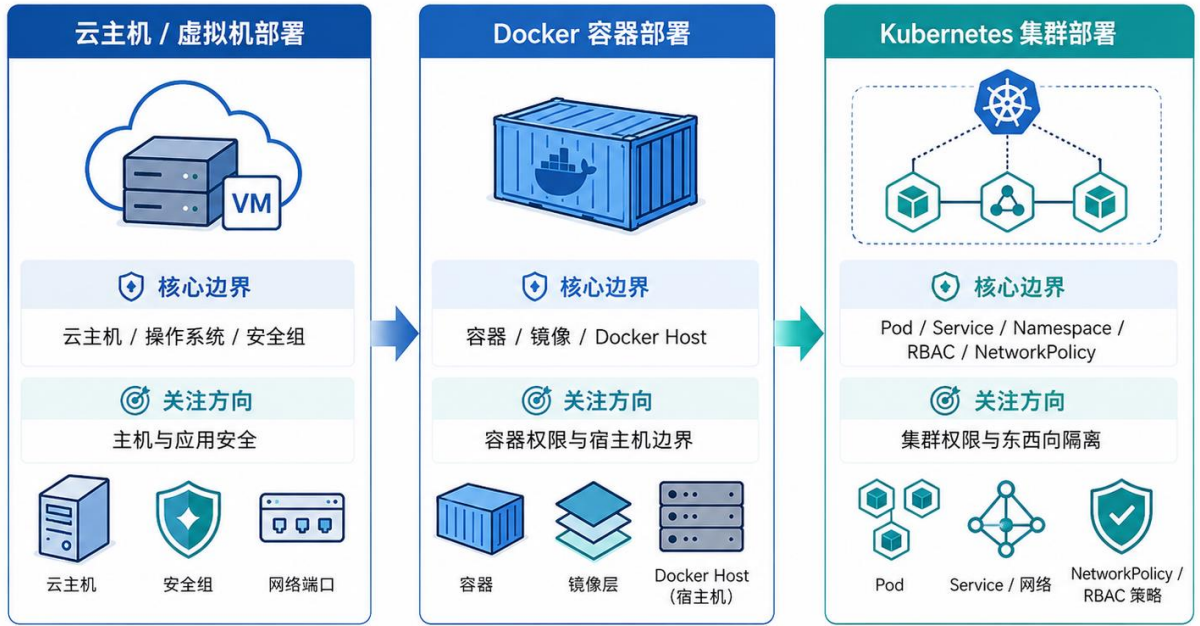 云主机 / 虚拟机部署
VM
核心边界
云主机 / 操作系统 / 安全组
关注方向
主机与应用安全
云主机
安全组
网络端口
Docker 容器部署
核心边界
容器 / 镜像 / Docker Host
关注方向
容器权限与宿主机边界
容器
镜像层
Docker Host
（宿主机）
Kubernetes 集群部署
核心边界
Pod / Service / Namespace /
RBAC / NetworkPolicy
关注方向
集群权限与东西向隔离
Pod
Service / 网络
NetworkPolicy /
RBAC 策略